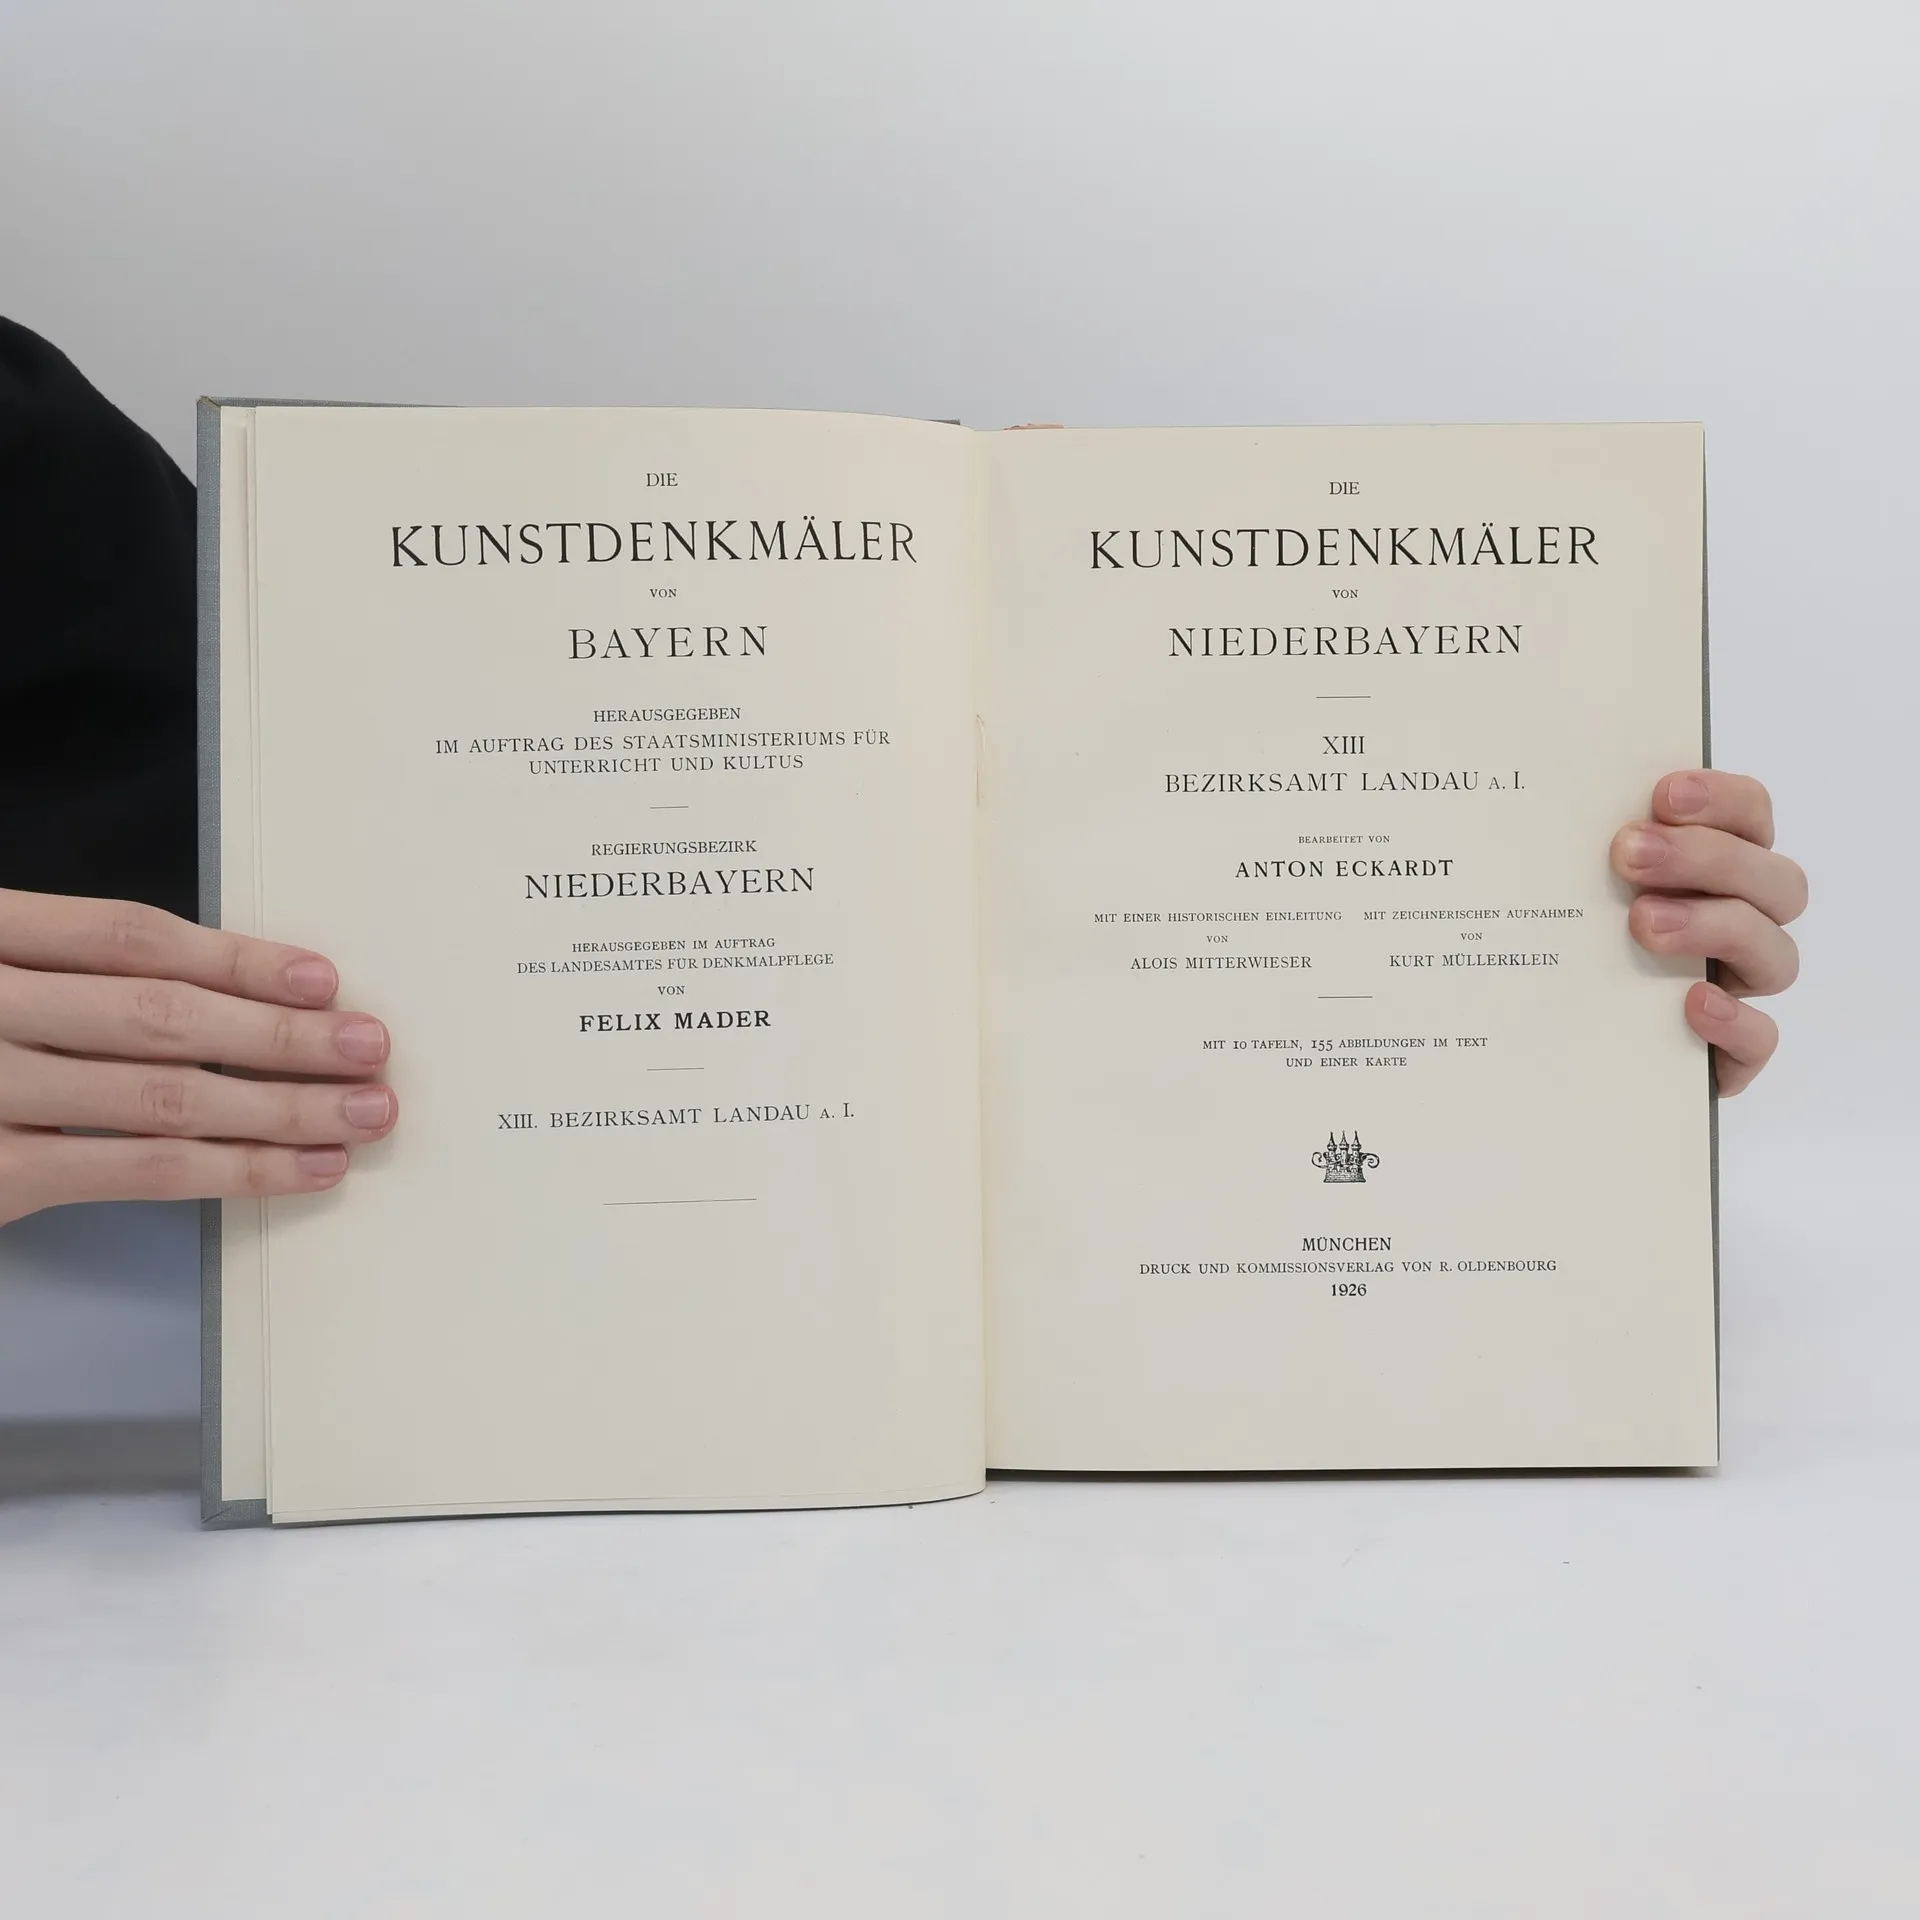 DIE
KUNSTDENKMÄLER
VON
BAYERN
HERAUSGEGEBEN
IM AUFTRAG DES STAATSMINISTERIUMS FÜR
UNTERRICHT UND KULTUS
REGIERUNGSBEZIRK
NIEDERBAYERN
HERAUSGEGEBEN IM AUFTRAG
DES LANDESAMTES FÜR DENKMALPFLEGE
VON
FELIX MADER
XIII. BEZIRKSAMT LANDAU A. I.
DIE
KUNSTDENKMÄLER
VON
NIEDERBAYERN
XIII
BEZIRKSAMT LANDAU A. I.
BEARBEITET VON
ANTON ECKARDT
MIT EINER HISTORISCHEN EINLEITUNG
VON
ALOIS MITTERWIESER
MIT ZEICHNERISCHEN AUFNAHMEN
VON
KURT MÜLLERKLEIN
MIT 10 TAFELN, 155 ABBILDUNGEN IM TEXT
UND EINER KARTE
MÜNCHEN
DRUCK UND KOMMISSIONSVERLAG VON R. OLDENBOURG
1926